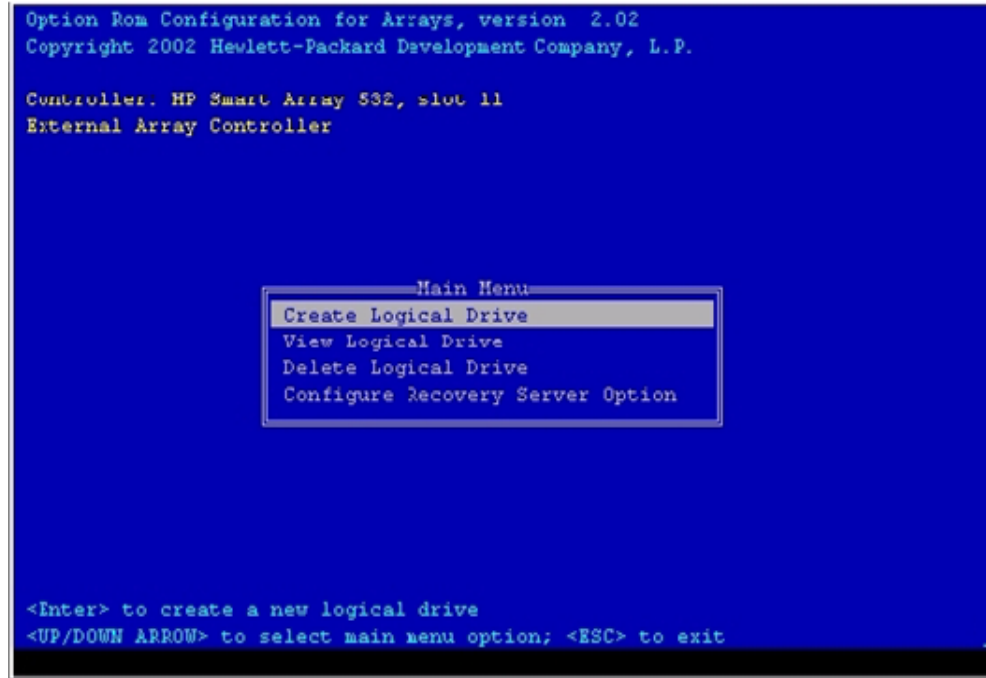 Option Rom Configuration for Arrays, version 2.02
Copyright 2002 Hewlett-Packard Development Company, L.P.
Controller: HP Smart Array 532, slot 11
External Array Controller
Main Menu
Create Logical Drive
View Logical Drive
Delete Logical Drive
Configure Recovery Server Option
<Enter> to create a new logical drive
<UP/DOWN ARROW> to select main menu option; <ESC> to exit